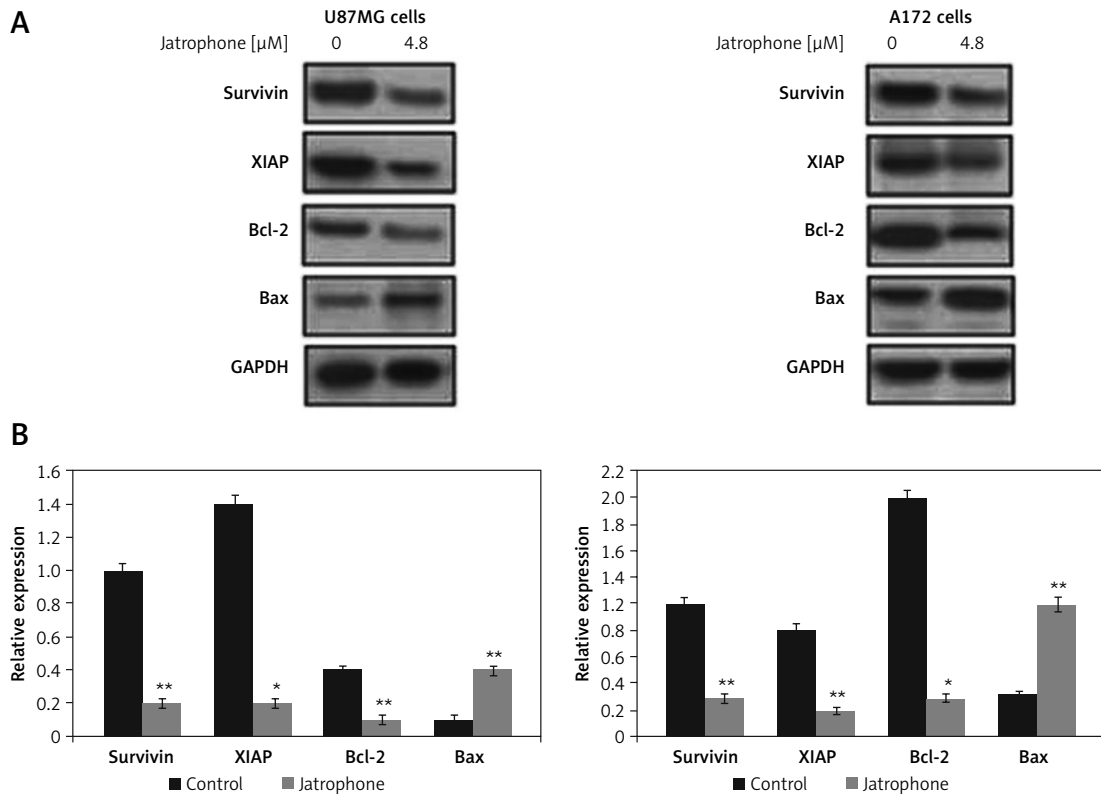 A
U87MG cells
Jatrophone [µM] 0 4.8
Survivin
XIAP
Bcl-2
Bax
GAPDH
A172 cells
Jatrophone [µM] 0 4.8
Survivin
XIAP
Bcl-2
Bax
GAPDH
B
Relative expression
1.6
1.4
1.2
1.0
0.8
0.6
0.4
0.2
0
** * ** **
Survivin XIAP Bcl-2 Bax
Control Jatrophone
Relative expression
2.2
2.0
1.8
1.6
1.4
1.2
0.8
0.6
0.4
0.2
0
** ** * **
Survivin XIAP Bcl-2 Bax
Control Jatrophone